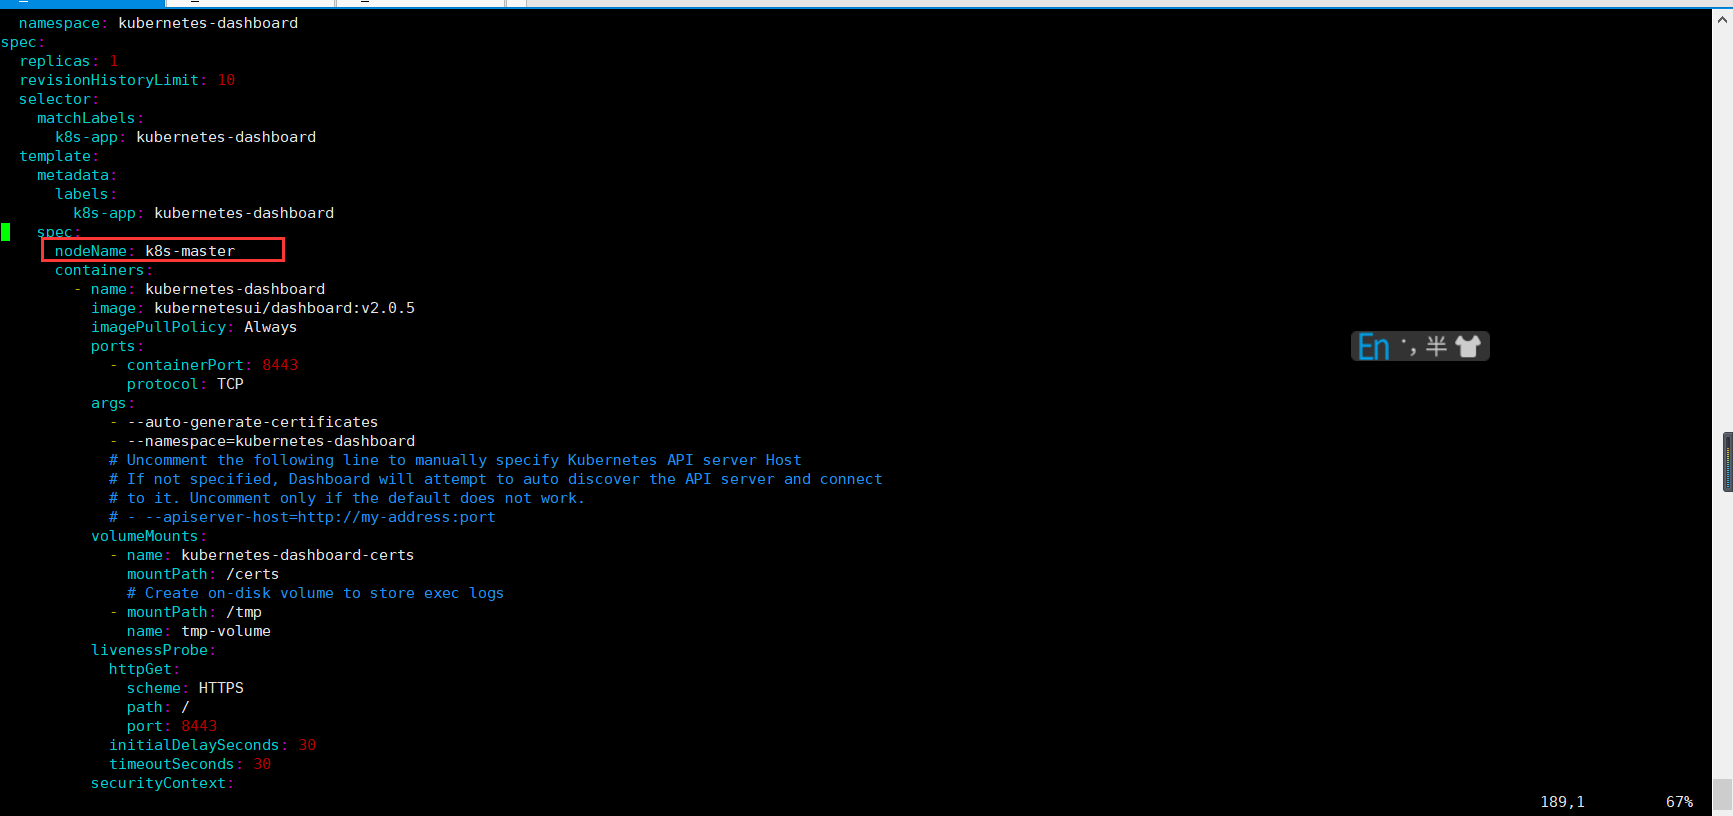 namespace: kubernetes-dashboard
spec:
  replicas: 1
  revisionHistoryLimit: 10
  selector:
    matchLabels:
      k8s-app: kubernetes-dashboard
  template:
    metadata:
      labels:
        k8s-app: kubernetes-dashboard
    spec:
      nodeName: k8s-master
      containers:
        - name: kubernetes-dashboard
          image: kubernetesui/dashboard:v2.0.5
          imagePullPolicy: Always
          ports:
            - containerPort: 8443
              protocol: TCP
          args:
            - --auto-generate-certificates
            - --namespace=kubernetes-dashboard
            # Uncomment the following line to manually specify Kubernetes API server Host
            # If not specified, Dashboard will attempt to auto discover the API server and connect
            # to it. Uncomment only if the default does not work.
            # - --apiserver-host=http://my-address:port
          volumeMounts:
            - name: kubernetes-dashboard-certs
              mountPath: /certs
              # Create on-disk volume to store exec logs
            - mountPath: /tmp
              name: tmp-volume
          livenessProbe:
            httpGet:
              scheme: HTTPS
              path: /
              port: 8443
            initialDelaySeconds: 30
            timeoutSeconds: 30
          securityContext:
189,1 67%
En 半